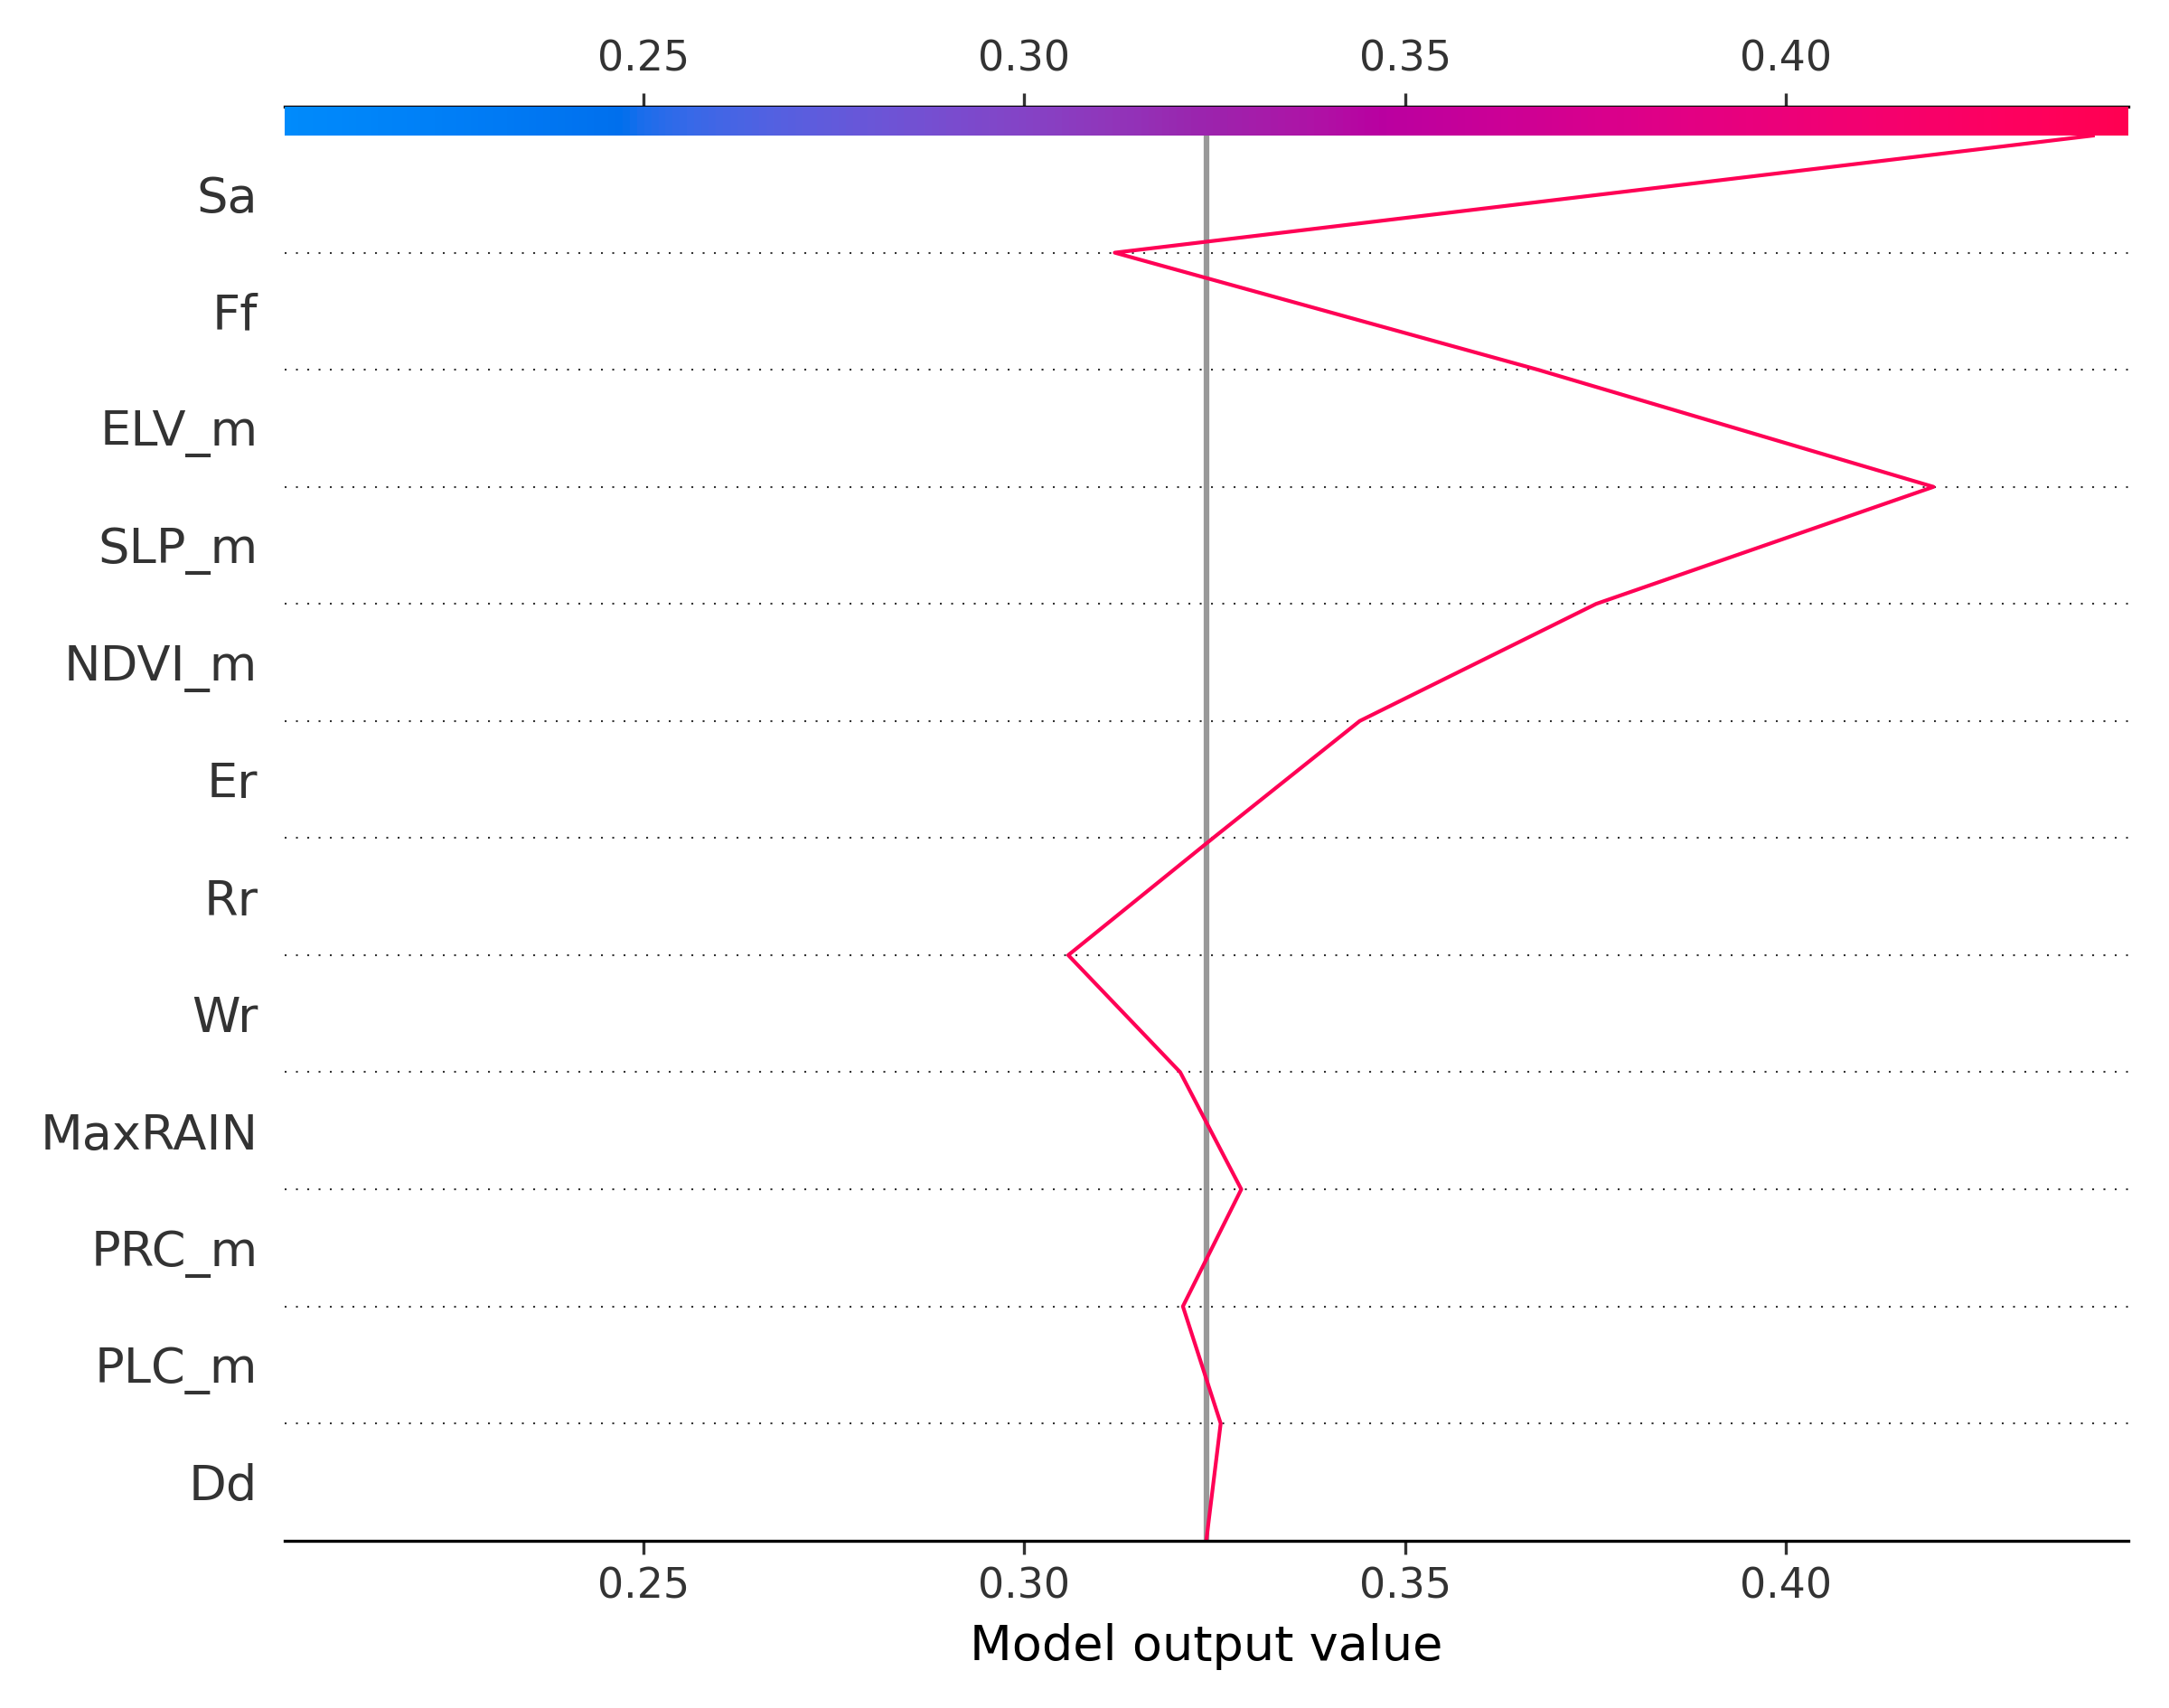 0.25 0.30 0.35 0.40
Sa
Ff
ELV_m
SLP_m
NDVI_m
Er
Rr
Wr
MaxRAIN
PRC_m
PLC_m
Dd
0.25 0.30 0.35 0.40
Model output value